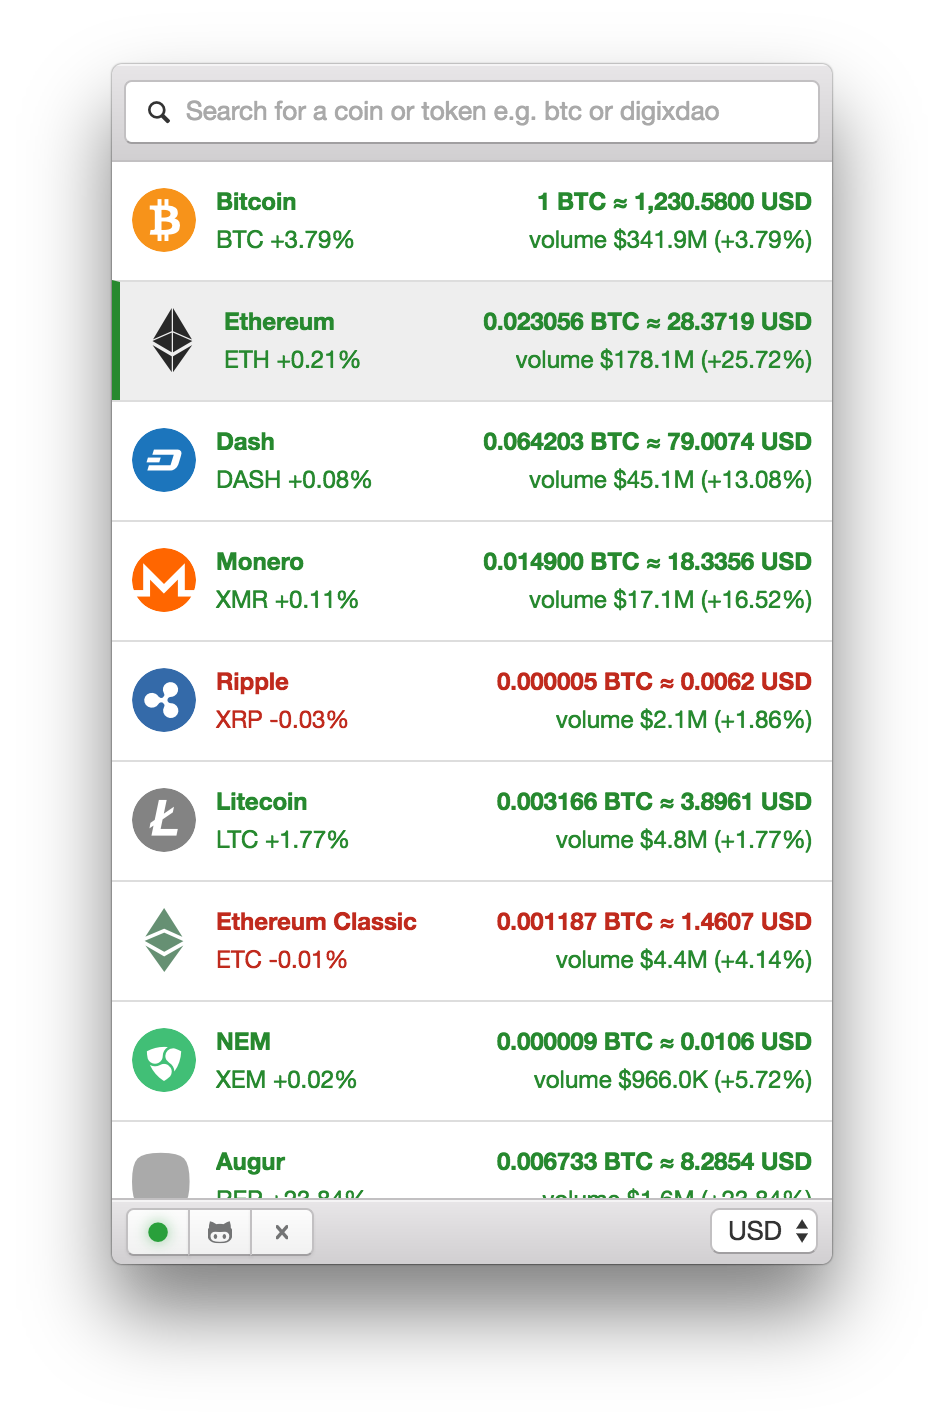 Search for a coin or token e.g. btc or digixdao
Bitcoin 1 BTC ≈ 1,230.5800 USD
BTC +3.79% volume $341.9M (+3.79%)
Ethereum 0.023056 BTC ≈ 28.3719 USD
ETH +0.21% volume $178.1M (+25.72%)
Dash 0.064203 BTC ≈ 79.0074 USD
DASH +0.08% volume $45.1M (+13.08%)
Monero 0.014900 BTC ≈ 18.3356 USD
XMR +0.11% volume $17.1M (+16.52%)
Ripple 0.000005 BTC ≈ 0.0062 USD
XRP -0.03% volume $2.1M (+1.86%)
Litecoin 0.003166 BTC ≈ 3.8961 USD
LTC +1.77% volume $4.8M (+1.77%)
Ethereum Classic 0.001187 BTC ≈ 1.4607 USD
ETC -0.01% volume $4.4M (+4.14%)
NEM 0.000009 BTC ≈ 0.0106 USD
XEM +0.02% volume $966.0K (+5.72%)
Augur 0.006733 BTC ≈ 8.2854 USD
volume $1.6M (+23.84%)
USD